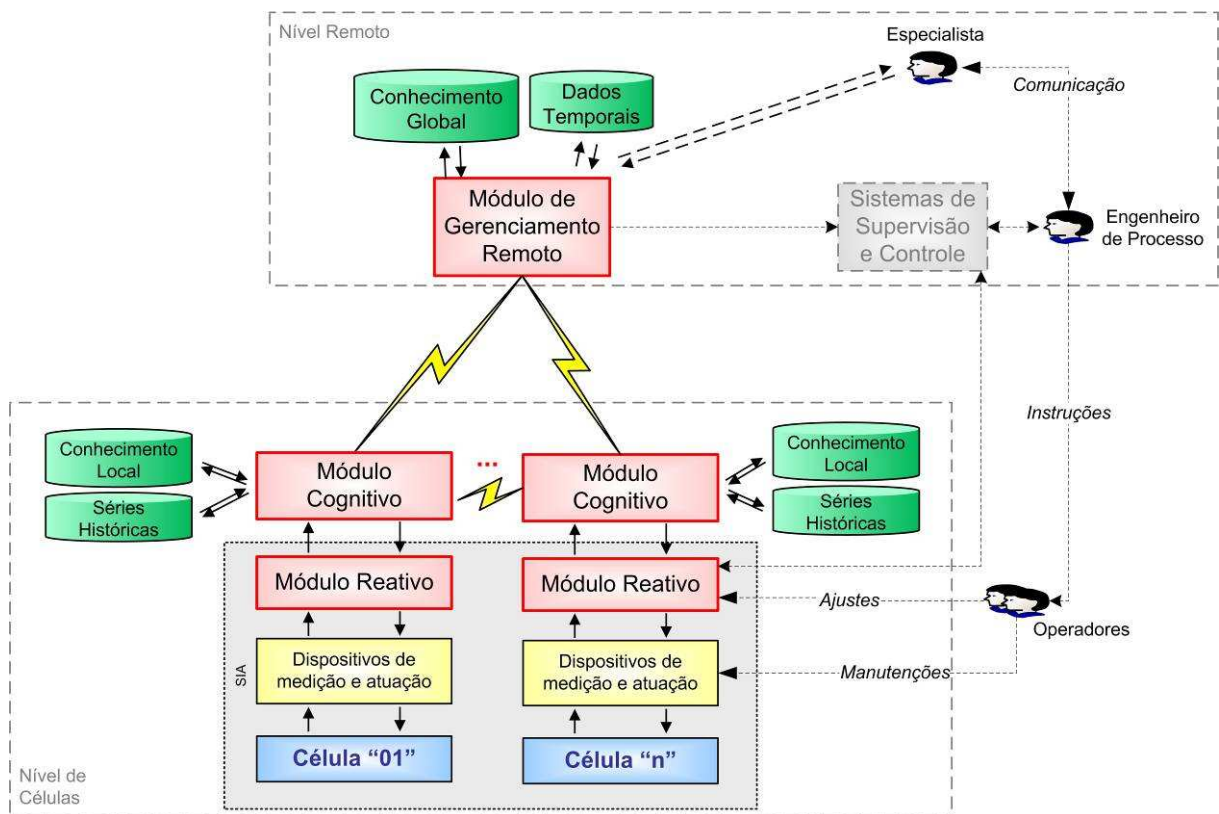 Nível Remoto
Especialista
Comunicação
Conhecimento
Global
Dados
Temporais
Módulo de
Gerenciamento
Remoto
Sistemas de
Supervisão
e Controle
Engenheiro
de Processo
Instruções
Conhecimento
Local
Séries
Históricas
Módulo
Cognitivo
...
Módulo
Cognitivo
Conhecimento
Local
Séries
Históricas
Módulo Reativo
Módulo Reativo
Ajustes
Operadores
SIA
Dispositivos de
medição e atuação
Dispositivos de
medição e atuação
Manutenções
Célula “01”
Célula “n”
Nível de
Células